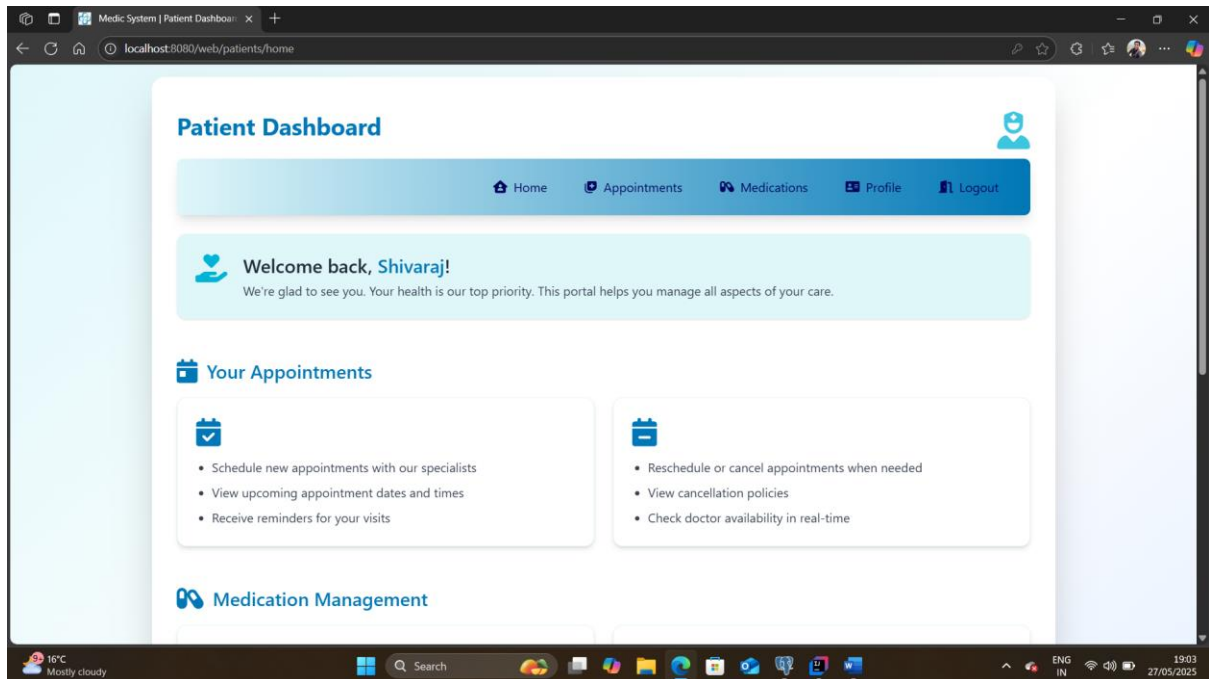 Medic System | Patient Dashboar
localhost:8080/web/patients/home
Patient Dashboard
Home Appointments Medications Profile Logout
Welcome back, Shivaraj!
We're glad to see you. Your health is our top priority. This portal helps you manage all aspects of your care.
Your Appointments
• Schedule new appointments with our specialists
• View upcoming appointment dates and times
• Receive reminders for your visits
• Reschedule or cancel appointments when needed
• View cancellation policies
• Check doctor availability in real-time
Medication Management
9+
16°C
Mostly cloudy
Search
ENG
IN
19:03
27/05/2025